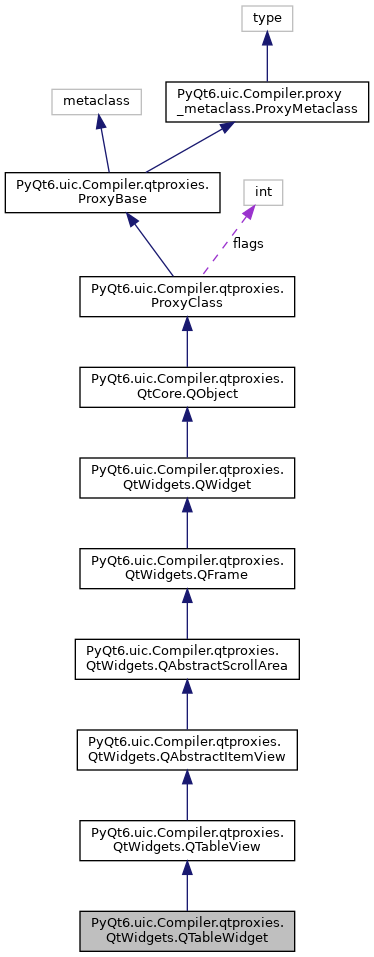 type
PyQt6.uic.Compiler.proxy
_metaclass.ProxyMetaclass
metaclass
PyQt6.uic.Compiler.qtproxies.
ProxyBase
int
flags
PyQt6.uic.Compiler.qtproxies.
ProxyClass
PyQt6.uic.Compiler.qtproxies.
QtCore.QObject
PyQt6.uic.Compiler.qtproxies.
QtWidgets.QWidget
PyQt6.uic.Compiler.qtproxies.
QtWidgets.QFrame
PyQt6.uic.Compiler.qtproxies.
QtWidgets.QAbstractScrollArea
PyQt6.uic.Compiler.qtproxies.
QtWidgets.QAbstractItemView
PyQt6.uic.Compiler.qtproxies.
QtWidgets.QTableView
PyQt6.uic.Compiler.qtproxies.
QtWidgets.QTableWidget